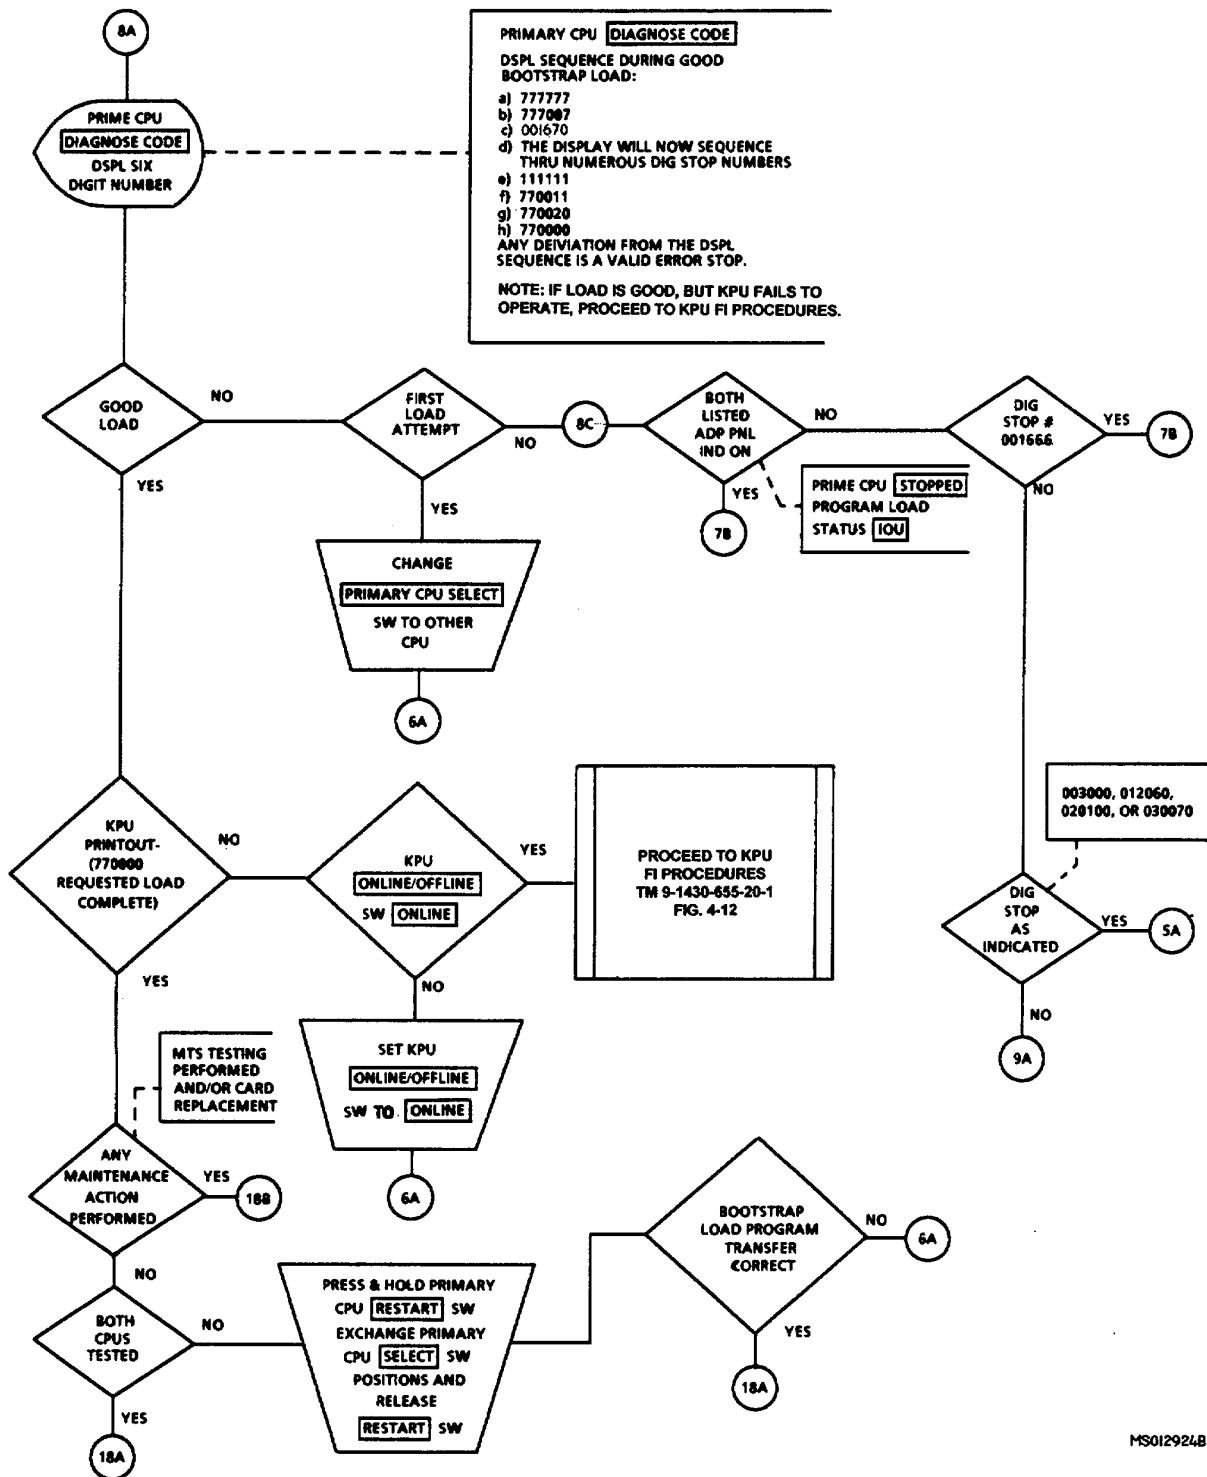 8A
PRIME CPU
DIAGNOSE CODE
DSPL SIX
DIGIT NUMBER
PRIMARY CPU DIAGNOSE CODE
DSPL SEQUENCE DURING GOOD
BOOTSTRAP LOAD:
a) 777777
b) 777007
c) 001670
d) THE DISPLAY WILL NOW SEQUENCE
THRU NUMEROUS DIG STOP NUMBERS
e) 111111
f) 770011
g) 770020
h) 770000
ANY DEIVIATION FROM THE DSPL
SEQUENCE IS A VALID ERROR STOP.
NOTE: IF LOAD IS GOOD, BUT KPU FAILS TO
OPERATE, PROCEED TO KPU FI PROCEDURES.
GOOD
LOAD
NO
YES
FIRST
LOAD
ATTEMPT
NO
YES
8C
BOTH
LISTED
ADP PNL
IND ON
NO
YES
7B
PRIME CPU STOPPED
PROGRAM LOAD
STATUS IOU
DIG
STOP #
001666
YES
7B
NO
CHANGE
PRIMARY CPU SELECT
SW TO OTHER
CPU
6A
KPU
PRINTOUT-
(770000
REQUESTED LOAD
COMPLETE)
NO
YES
KPU
ONLINE/OFFLINE
SW ONLINE
YES
NO
PROCEED TO KPU
FI PROCEDURES
TM 9-1430-655-20-1
FIG. 4-12
003000, 012060,
020100, OR 030070
DIG
STOP
AS
INDICATED
YES
5A
NO
9A
MTS TESTING
PERFORMED
AND/OR CARD
REPLACEMENT
SET KPU
ONLINE/OFFLINE
SW TO ONLINE
6A
ANY
MAINTENANCE
ACTION
PERFORMED
YES
18B
NO
BOTH
CPUS
TESTED
NO
YES
18A
PRESS & HOLD PRIMARY
CPU RESTART SW
EXCHANGE PRIMARY
CPU SELECT SW
POSITIONS AND
RELEASE
RESTART SW
BOOTSTRAP
LOAD PROGRAM
TRANSFER
CORRECT
NO
6A
YES
18A
MS012924B